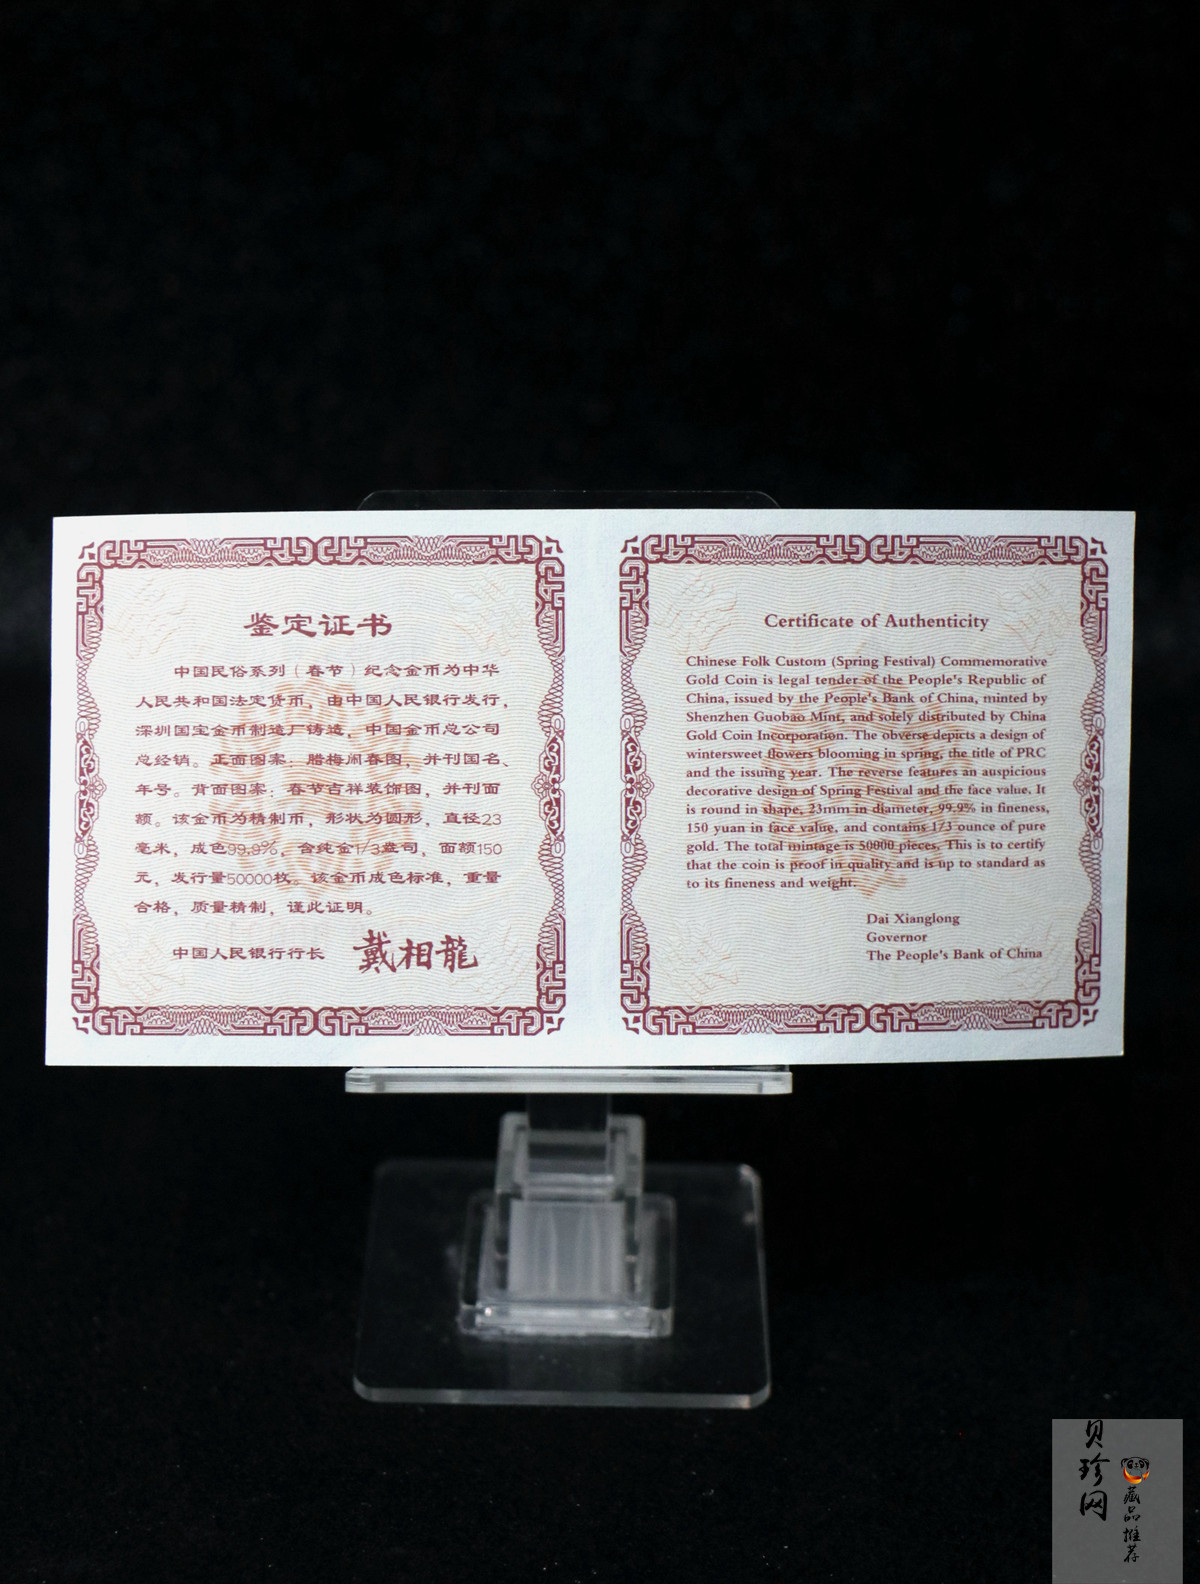 鉴定证书
中国民俗系列（春节）纪念金币为中华
人民共和国法定货币，由中国人民银行发行，
深圳国宝金币制造厂铸造，中国金币总公司
总经销。正面图案：腊梅闹春图，并刊国名、
年号。背面图案：春节吉祥装饰图，并刊面
额。该金币为精制币，形状为圆形，直径23
毫米，成色99.9%，含纯金1/3盎司，面额150
元，发行量50000枚。该金币成色标准，重量
合格，质量精制，谨此证明。
中国人民银行行长 戴相龍
Certificate of Authenticity
Chinese Folk Custom (Spring Festival) Commemorative
Gold Coin is legal tender of the People's Republic of
China, issued by the People's Bank of China, minted by
Shenzhen Guobao Mint, and solely distributed by China
Gold Coin Incorporation. The obverse depicts a design of
wintersweet flowers blooming in spring, the title of PRC
and the issuing year. The reverse features an auspicious
decorative design of Spring Festival and the face value. It
is round in shape, 23mm in diameter, 99.9% in fineness,
150 yuan in face value, and contains 1/3 ounce of pure
gold. The total mintage is 50000 pieces. This is to certify
that the coin is proof in quality and is up to standard as
to its fineness and weight.
Dai Xianglong
Governor
The People's Bank of China
贝珍网
藏品推荐